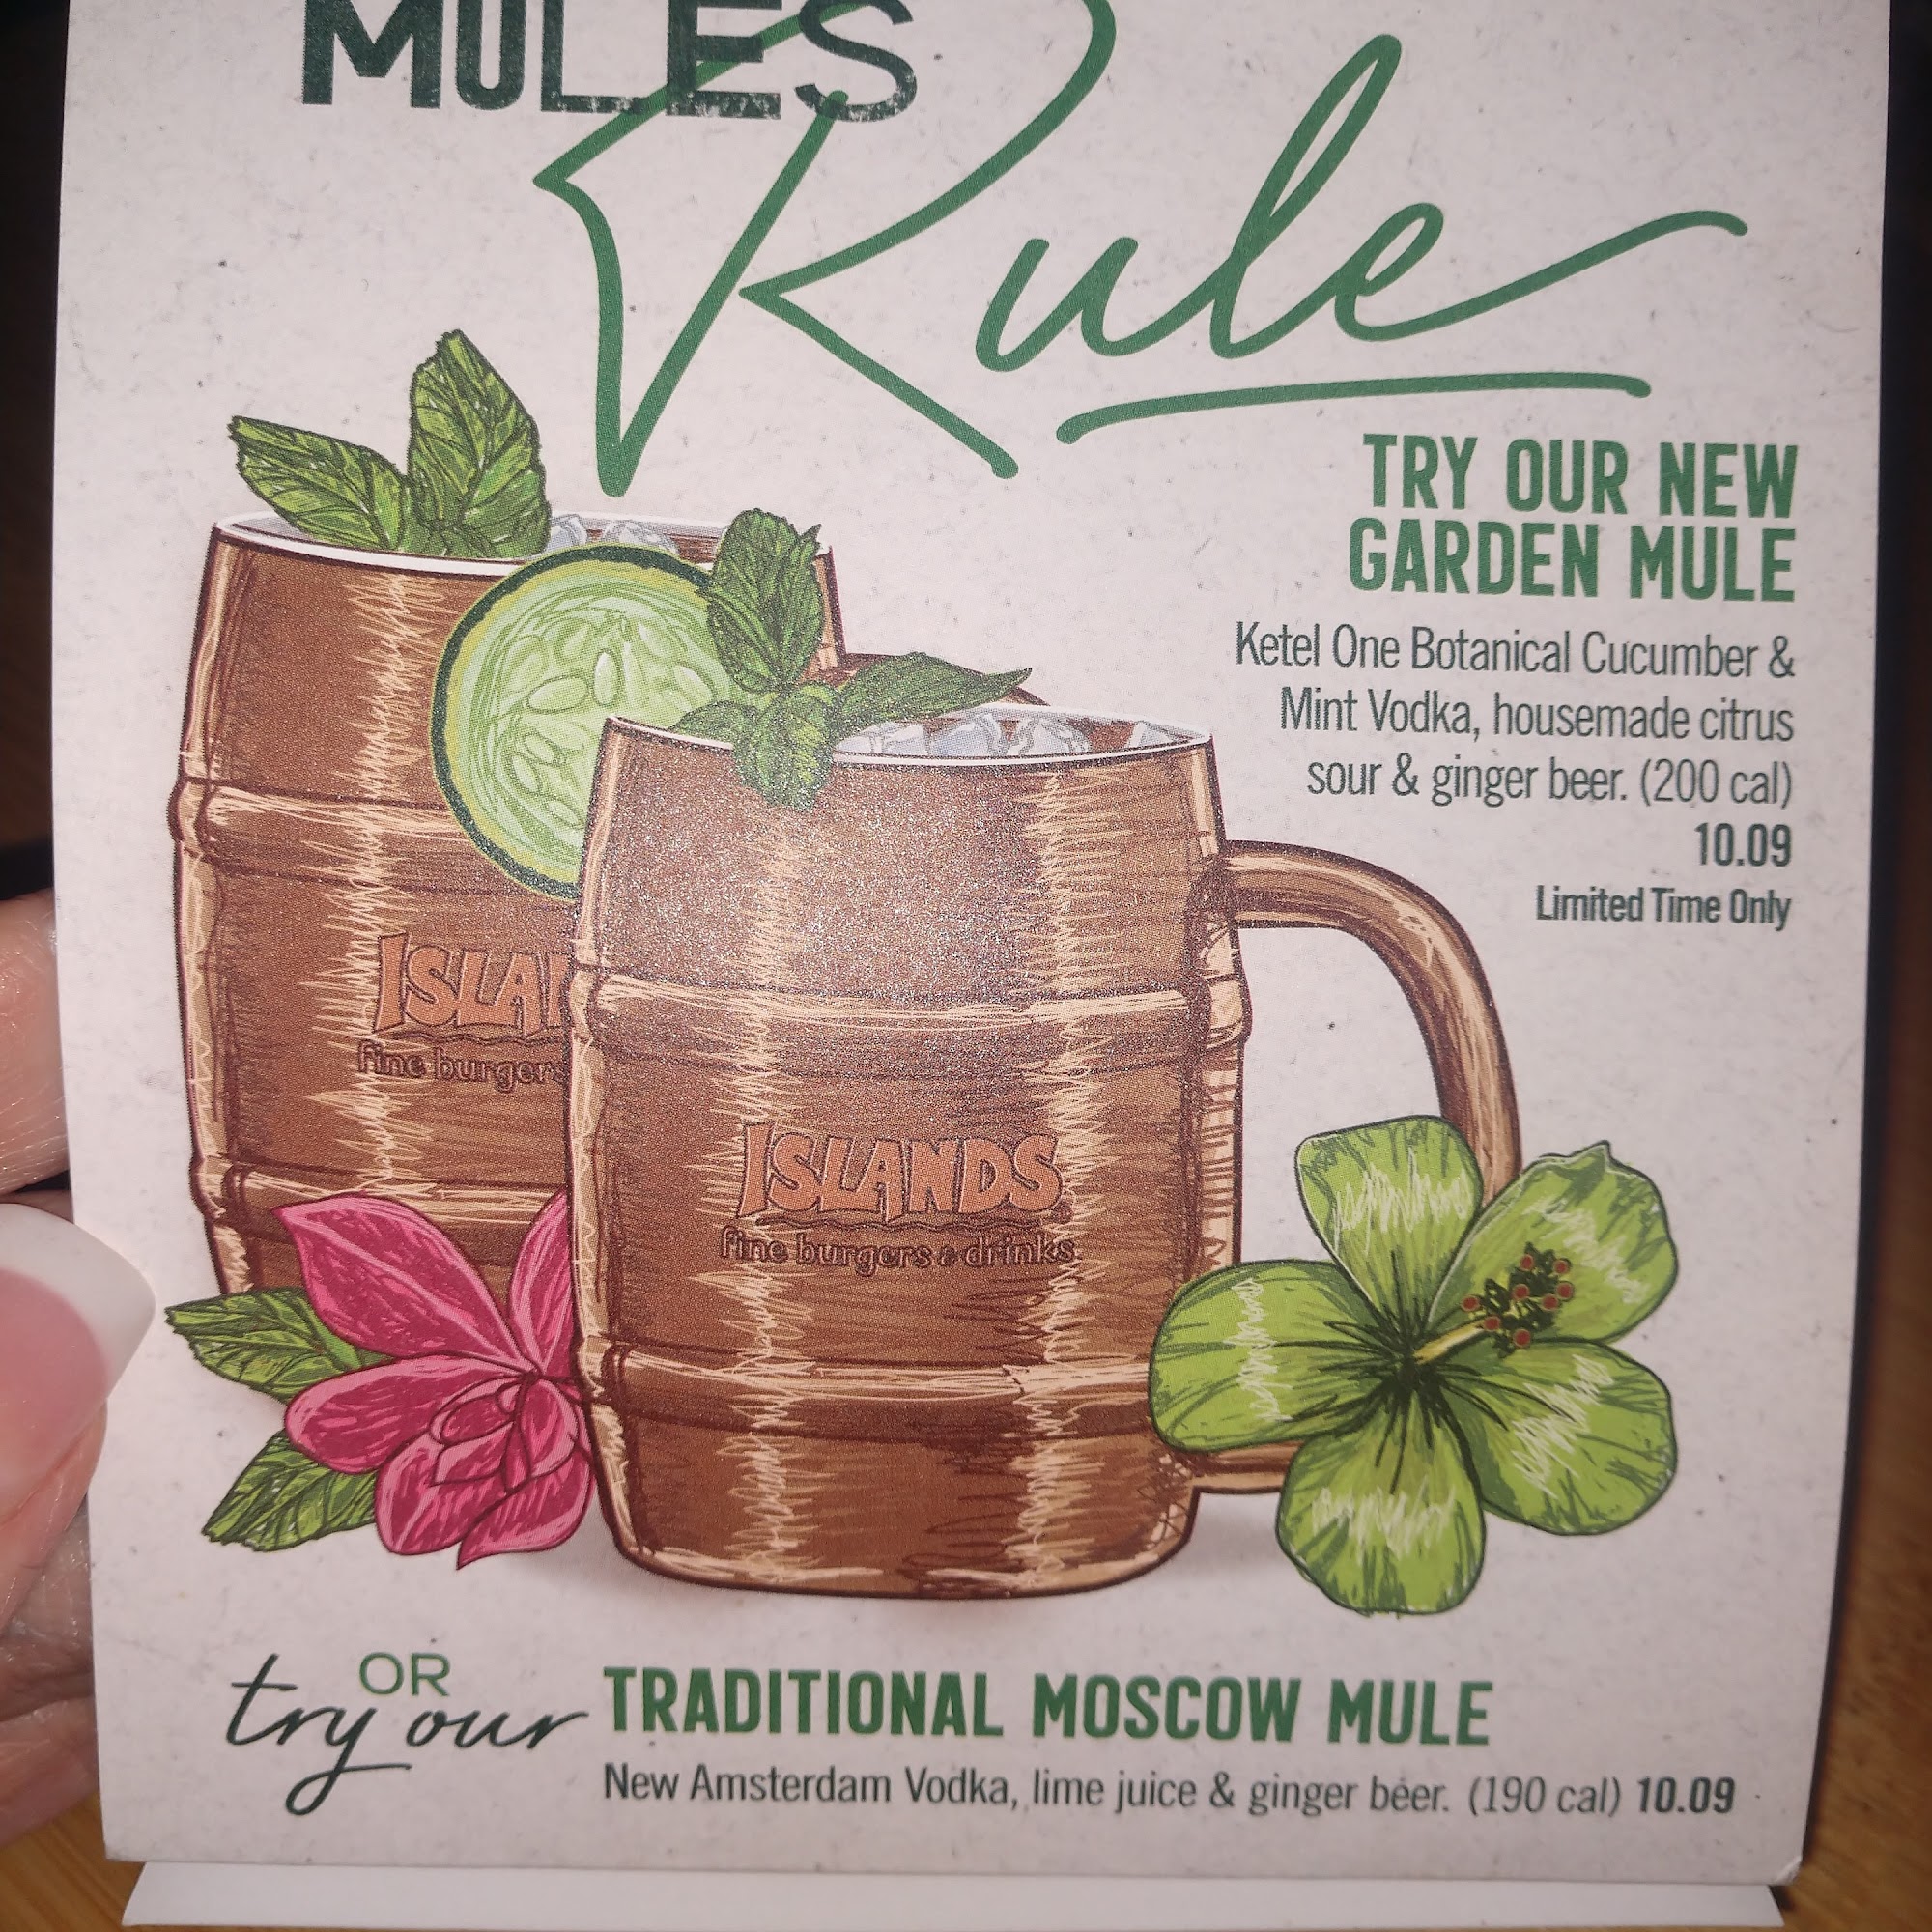 MULES
Rule
TRY OUR NEW
GARDEN MULE
Ketel One Botanical Cucumber &
Mint Vodka, housemade citrus
sour & ginger beer. (200 cal)
10.09
Limited Time Only
ISLAN
fine burgers
ISLANDS
fine burgers & drinks
OR
try our
TRADITIONAL MOSCOW MULE
New Amsterdam Vodka, lime juice & ginger beer. (190 cal) 10.09